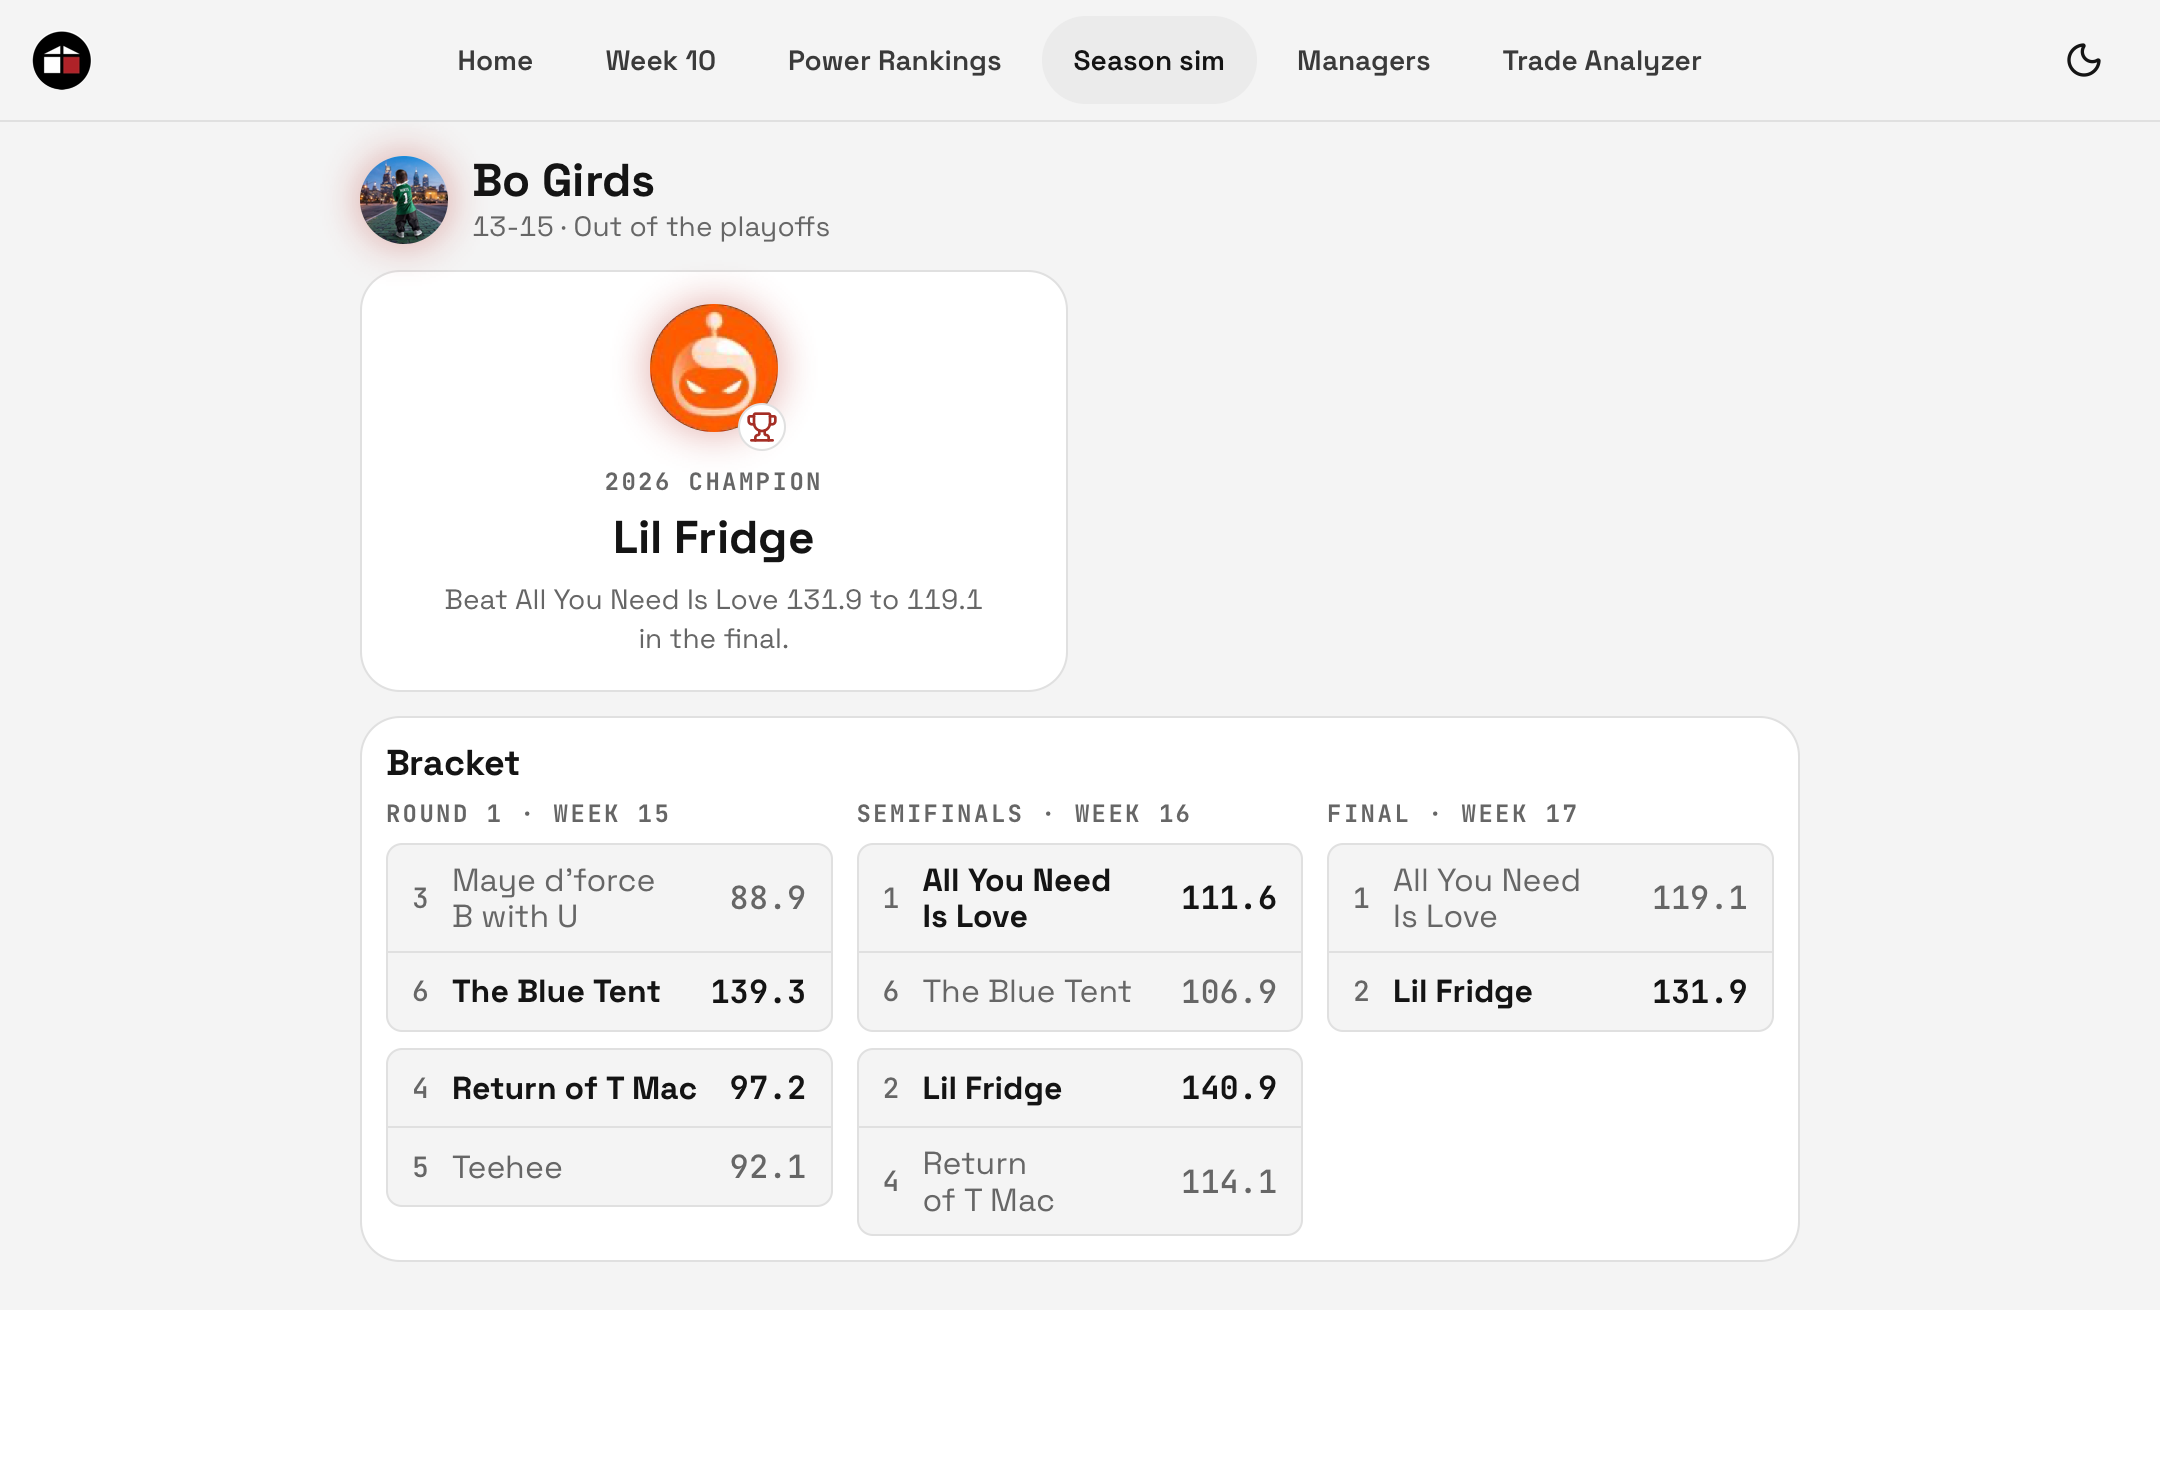 Home
Week 10
Power Rankings
Season sim
Managers
Trade Analyzer
Bo Girds
13-15 · Out of the playoffs
2026 CHAMPION
Lil Fridge
Beat All You Need Is Love 131.9 to 119.1
in the final.
Bracket
ROUND 1 · WEEK 15
3 Maye d’force
B with U 88.9
6 The Blue Tent 139.3
4 Return of T Mac 97.2
5 Teehee 92.1
SEMIFINALS · WEEK 16
1 All You Need
Is Love 111.6
6 The Blue Tent 106.9
2 Lil Fridge 140.9
4 Return
of T Mac 114.1
FINAL · WEEK 17
1 All You Need
Is Love 119.1
2 Lil Fridge 131.9